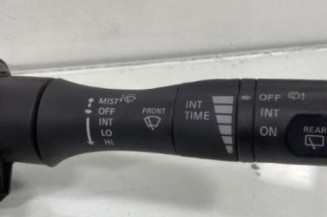 MIST
OFF
INT
LO
HI
FRONT
INT
TIME
OFF
INT
ON
REAR